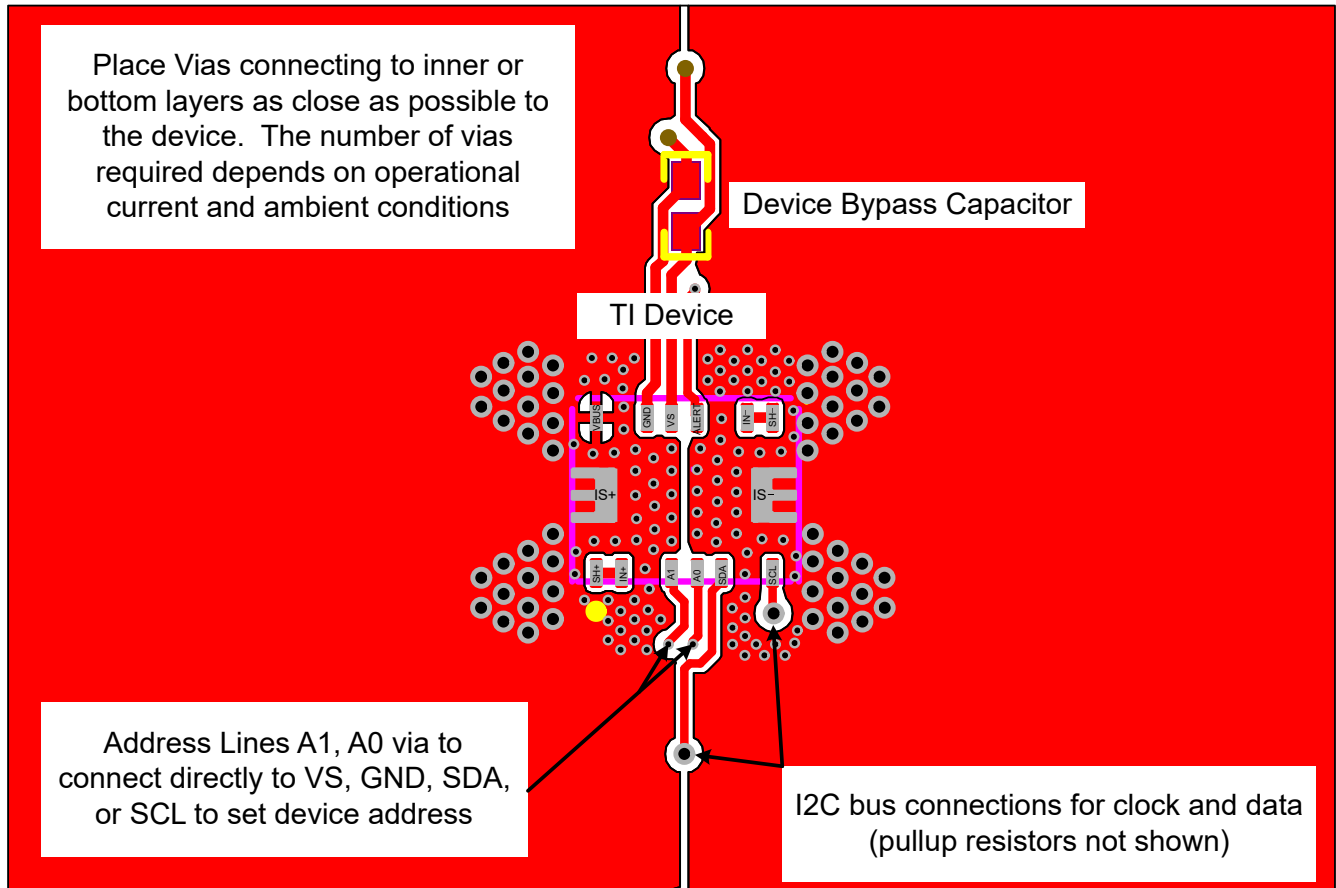 Place Vias connecting to inner or
bottom layers as close as possible to
the device. The number of vias
required depends on operational
current and ambient conditions
Device Bypass Capacitor
TI Device
VBUS
GND
VS
ALERT
IN−
SH−
IS+
IS−
SH+
IN+
A1
A0
SDA
SCL
Address Lines A1, A0 via to
connect directly to VS, GND, SDA,
or SCL to set device address
I2C bus connections for clock and data
(pullup resistors not shown)